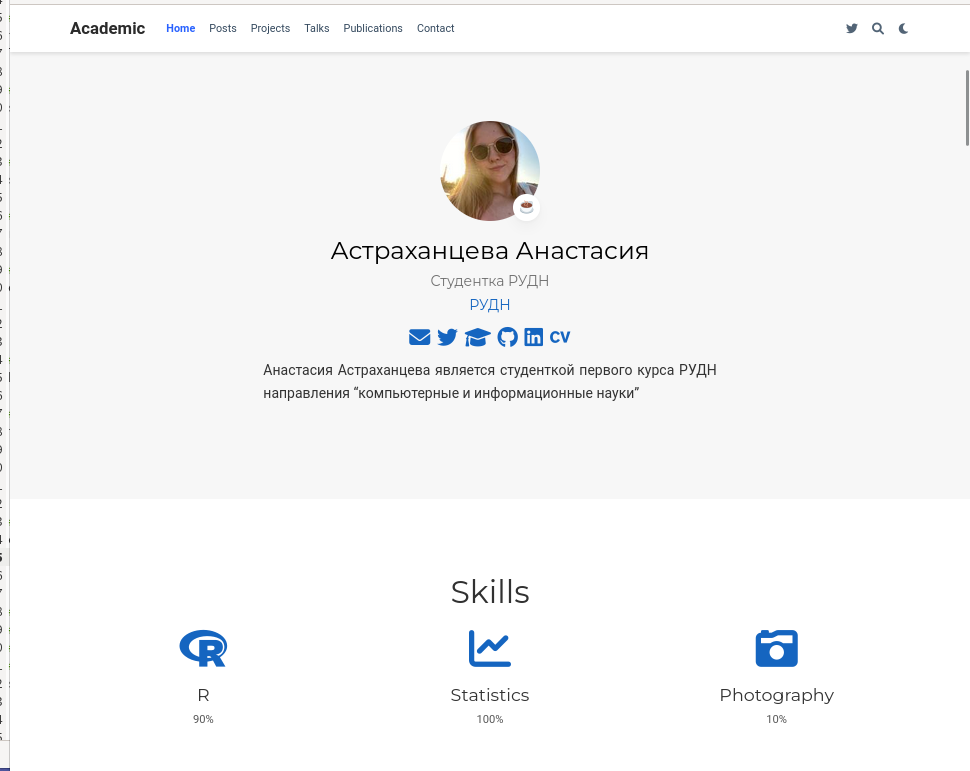 Academic Home Posts Projects Talks Publications Contact
Астраханцева Анастасия
Студентка РУДН
РУДН
CV
Анастасия Астраханцева является студенткой первого курса РУДН
направления “компьютерные и информационные науки”
Skills
R Statistics Photography
90% 100% 10%